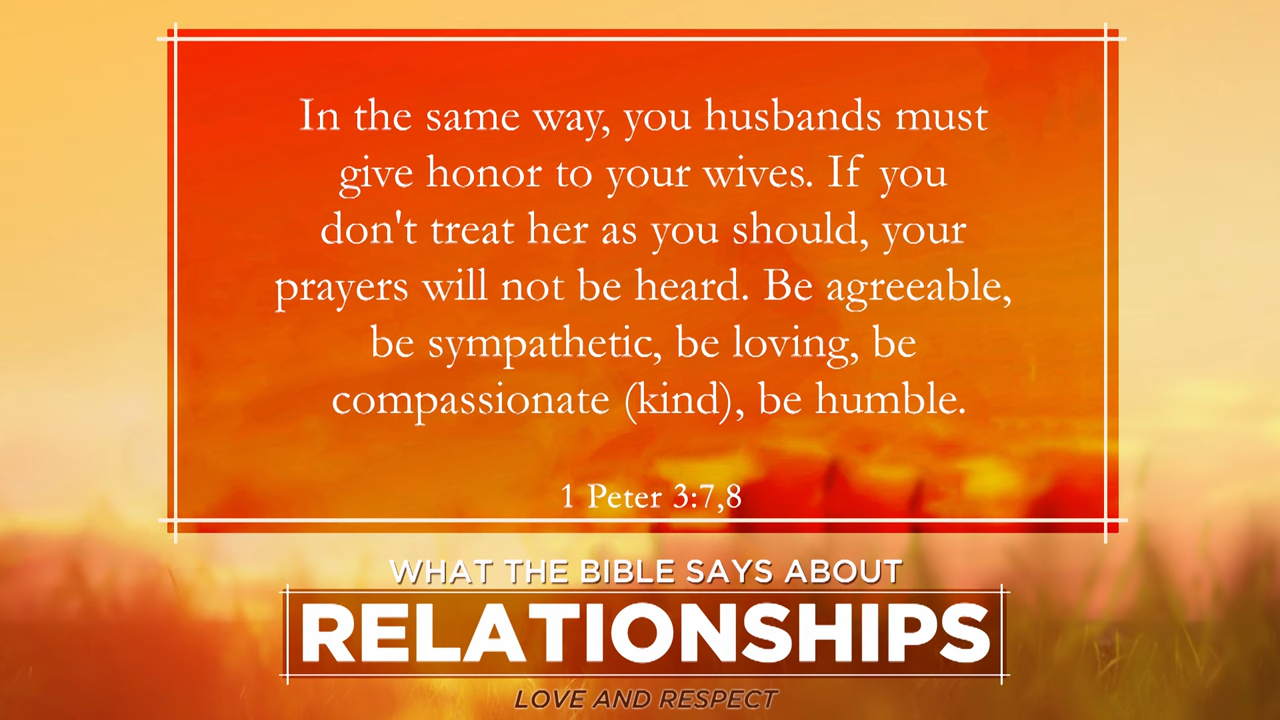 In the same way, you husbands must
give honor to your wives. If you
don't treat her as you should, your
prayers will not be heard. Be agreeable,
be sympathetic, be loving, be
compassionate (kind), be humble.
1 Peter 3:7,8
WHAT THE BIBLE SAYS ABOUT
RELATIONSHIPS
LOVE AND RESPECT